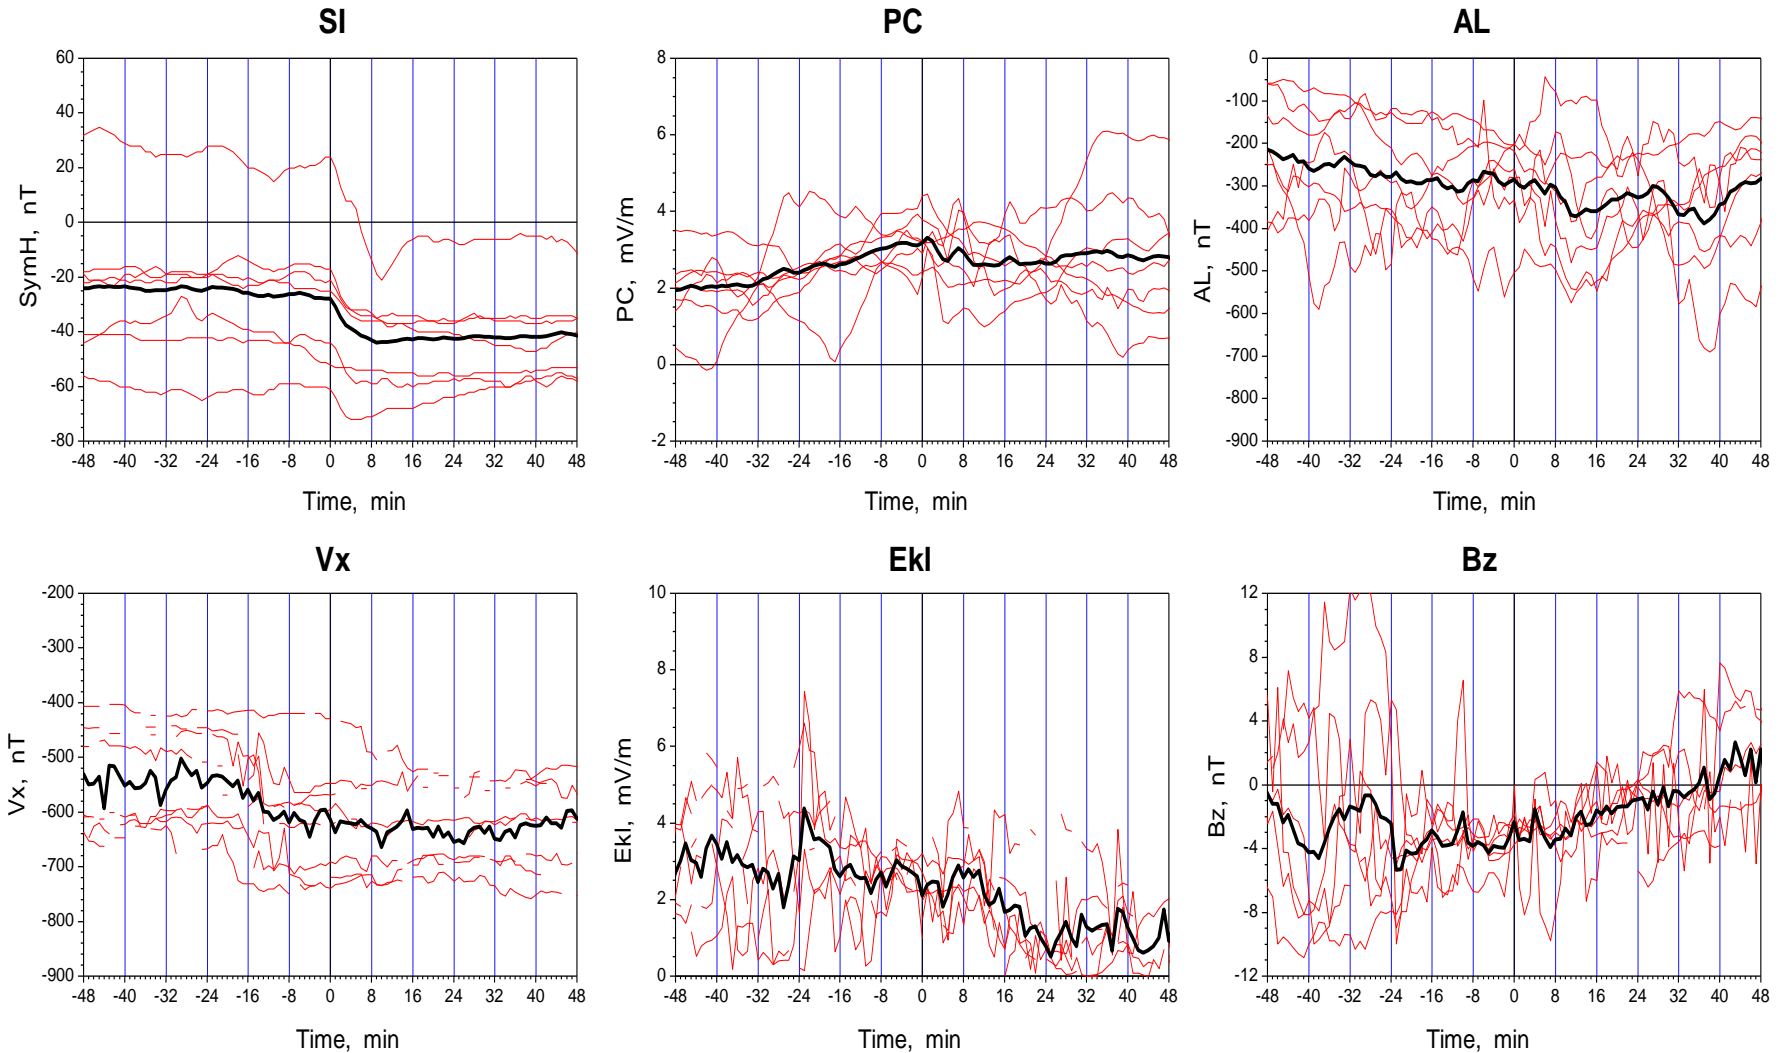 SI
PC
AL
60
40
20
0
-20
-40
-60
-80
SymH, nT
-48 -40 -32 -24 -16 -8 0 8 16 24 32 40 48
Time, min
8
6
4
2
0
-2
PC, mV/m
-48 -40 -32 -24 -16 -8 0 8 16 24 32 40 48
Time, min
0
-100
-200
-300
-400
-500
-600
-700
-800
-900
AL, nT
-48 -40 -32 -24 -16 -8 0 8 16 24 32 40 48
Time, min
Vx
Ekl
Bz
-200
-300
-400
-500
-600
-700
-800
-900
Vx, nT
-48 -40 -32 -24 -16 -8 0 8 16 24 32 40 48
Time, min
10
8
6
4
2
0
Ekl, mV/m
-48 -40 -32 -24 -16 -8 0 8 16 24 32 40 48
Time, min
12
8
4
0
-4
-8
-12
Bz, nT
-48 -40 -32 -24 -16 -8 0 8 16 24 32 40 48
Time, min